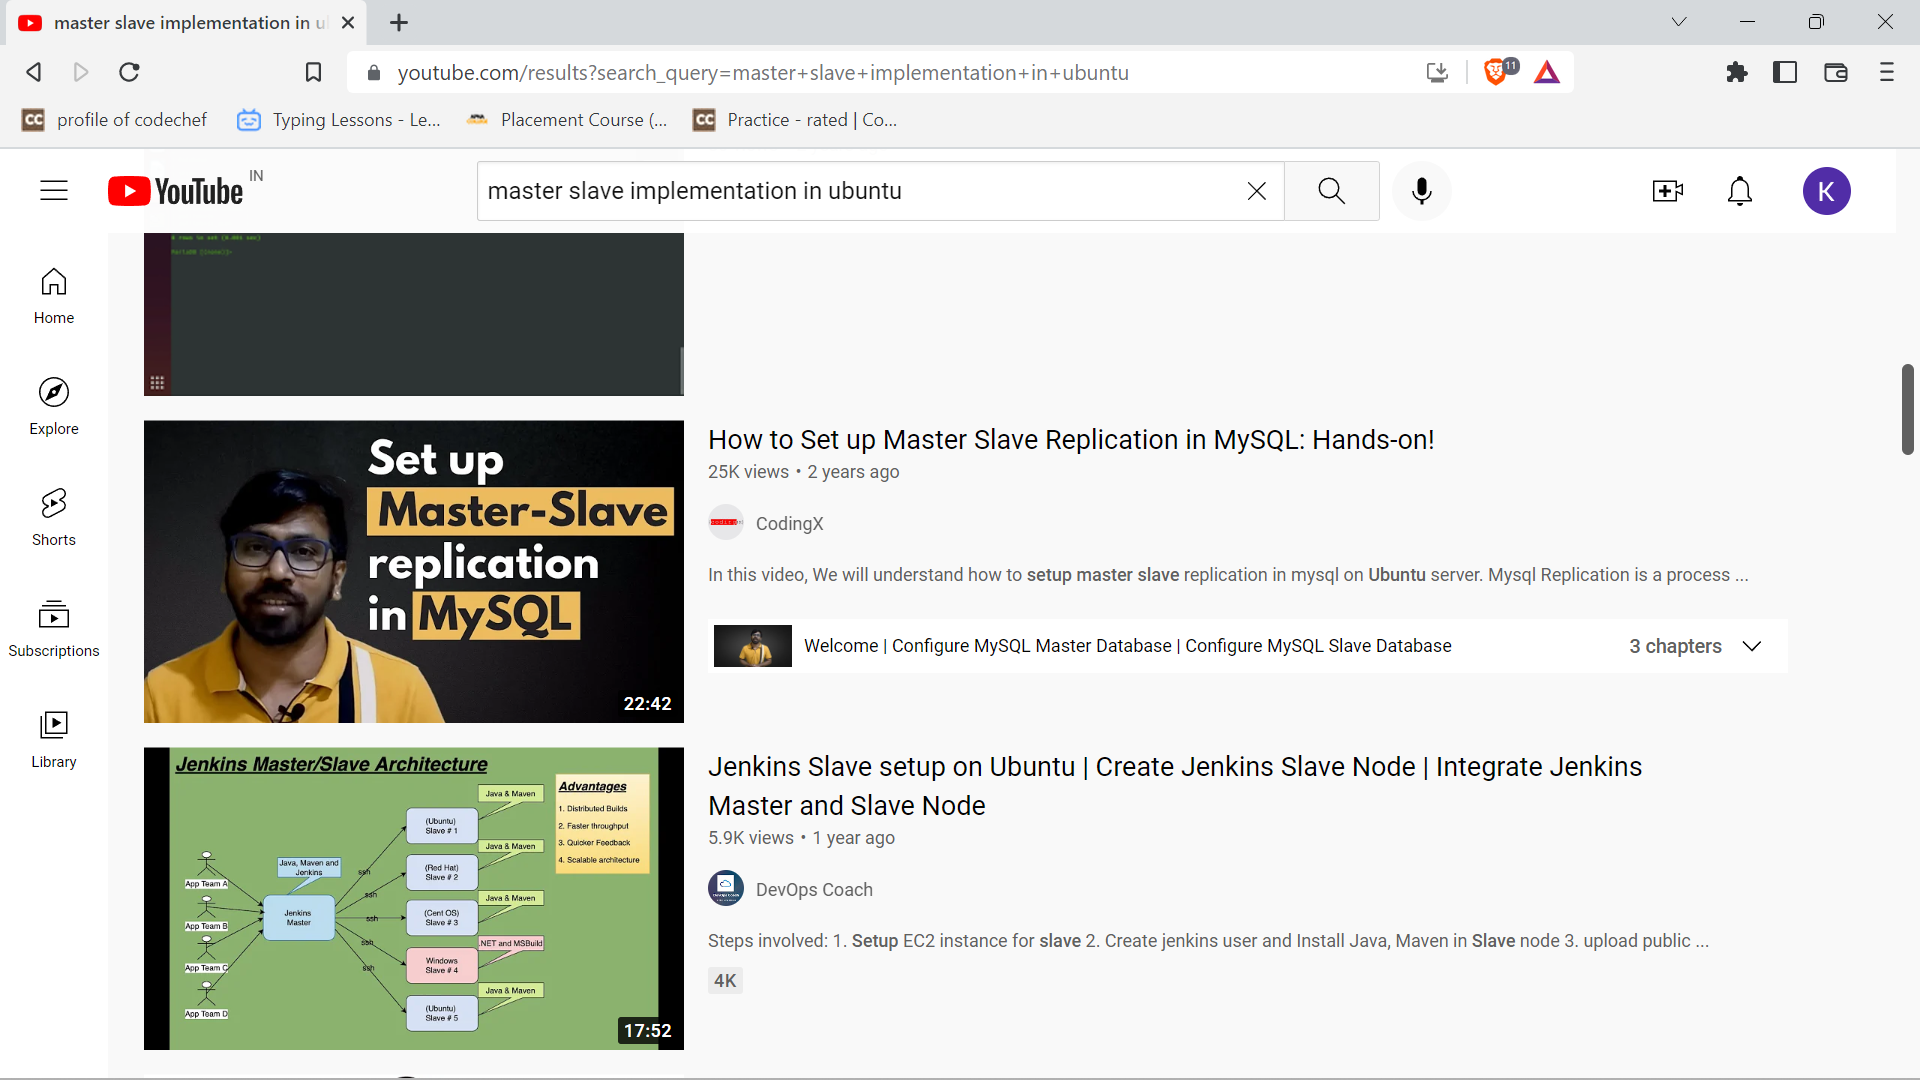 master slave implementation in u
youtube.com/results?search_query=master+slave+implementation+in+ubuntu
11
CC profile of codechef
Typing Lessons - Le...
Placement Course (...
CC Practice - rated | Co...
YouTube IN
master slave implementation in ubuntu
K
Home
Explore
Shorts
Subscriptions
Library
Set up
Master-Slave
replication
in MySQL
22:42
How to Set up Master Slave Replication in MySQL: Hands-on!
25K views • 2 years ago
CodingX
In this video, We will understand how to setup master slave replication in mysql on Ubuntu server. Mysql Replication is a process ...
Welcome | Configure MySQL Master Database | Configure MySQL Slave Database
3 chapters
Jenkins Master/Slave Architecture
Advantages
1. Distributed Builds
2. Faster throughput
3. Quicker Feedback
4. Scalable architecture
App Team A
App Team B
App Team C
App Team D
Java, Maven and
Jenkins
Jenkins
Master
ssh
ssh
ssh
ssh
ssh
Java & Maven
(Ubuntu)
Slave # 1
Java & Maven
(Red Hat)
Slave # 2
Java & Maven
(Cent OS)
Slave # 3
.NET and MSBuild
Windows
Slave # 4
Java & Maven
(Ubuntu)
Slave # 5
17:52
Jenkins Slave setup on Ubuntu | Create Jenkins Slave Node | Integrate Jenkins
Master and Slave Node
5.9K views • 1 year ago
DevOps Coach
Steps involved: 1. Setup EC2 instance for slave 2. Create jenkins user and Install Java, Maven in Slave node 3. upload public ...
4K